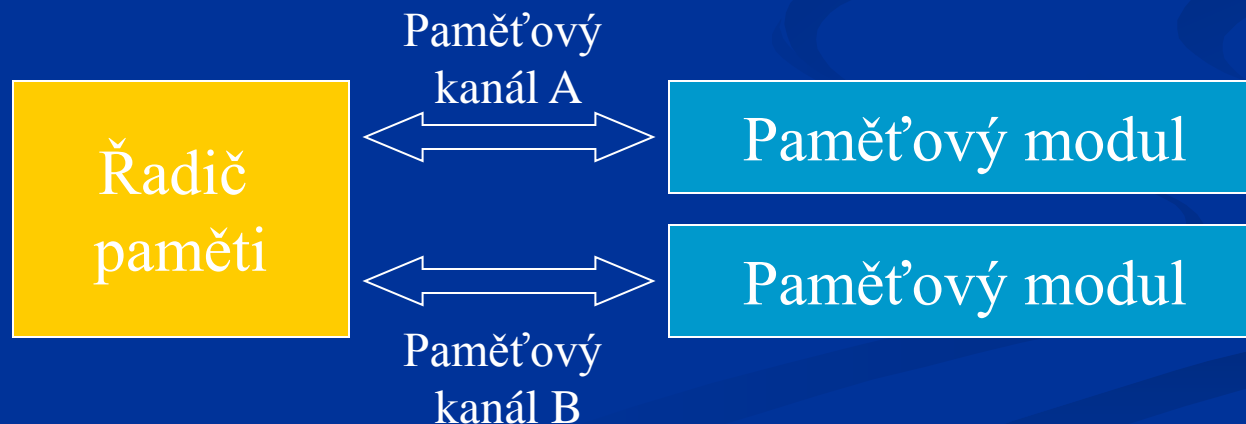 Paměťový
kanál A
Řadič
paměti
Paměťový modul
Paměťový modul
Paměťový
kanál B